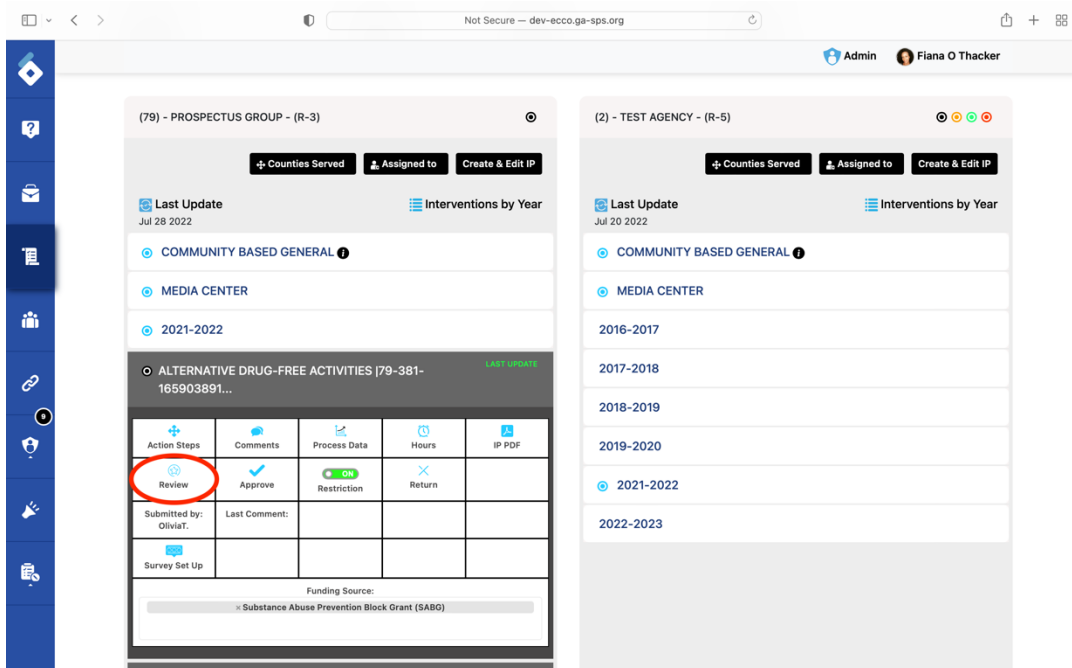 Not Secure — dev-ecco.ga-sps.org
Admin
Fiana O Thacker
(79) - PROSPECTUS GROUP - (R-3)
Counties Served
Assigned to
Create & Edit IP
Last Update
Interventions by Year
Jul 28 2022
COMMUNITY BASED GENERAL
MEDIA CENTER
2021-2022
ALTERNATIVE DRUG-FREE ACTIVITIES |79-381-
165903891...
LAST UPDATE
Action Steps
Comments
Process Data
Hours
IP PDF
Review
Approve
ON
Restriction
Return
Submitted by:
OliviaT.
Last Comment:
Survey Set Up
Funding Source:
× Substance Abuse Prevention Block Grant (SABG)
(2) - TEST AGENCY - (R-5)
Counties Served
Assigned to
Create & Edit IP
Last Update
Interventions by Year
Jul 20 2022
COMMUNITY BASED GENERAL
MEDIA CENTER
2016-2017
2017-2018
2018-2019
2019-2020
2021-2022
2022-2023
9